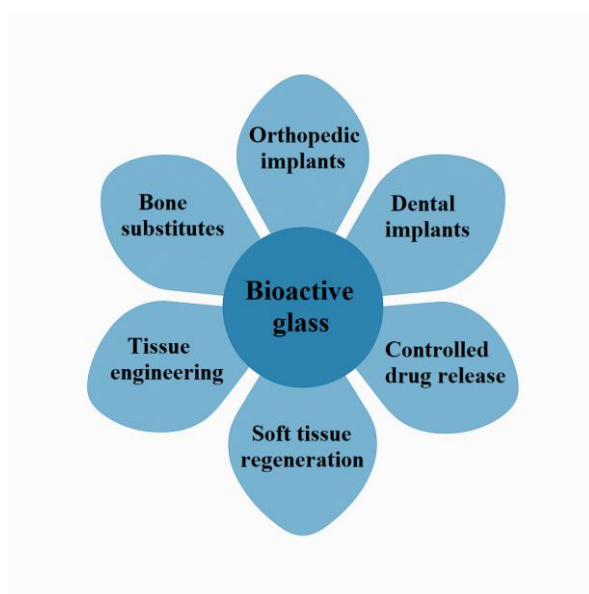 Orthopedic
implants
Bone
substitutes
Dental
implants
Bioactive
glass
Tissue
engineering
Controlled
drug release
Soft tissue
regeneration